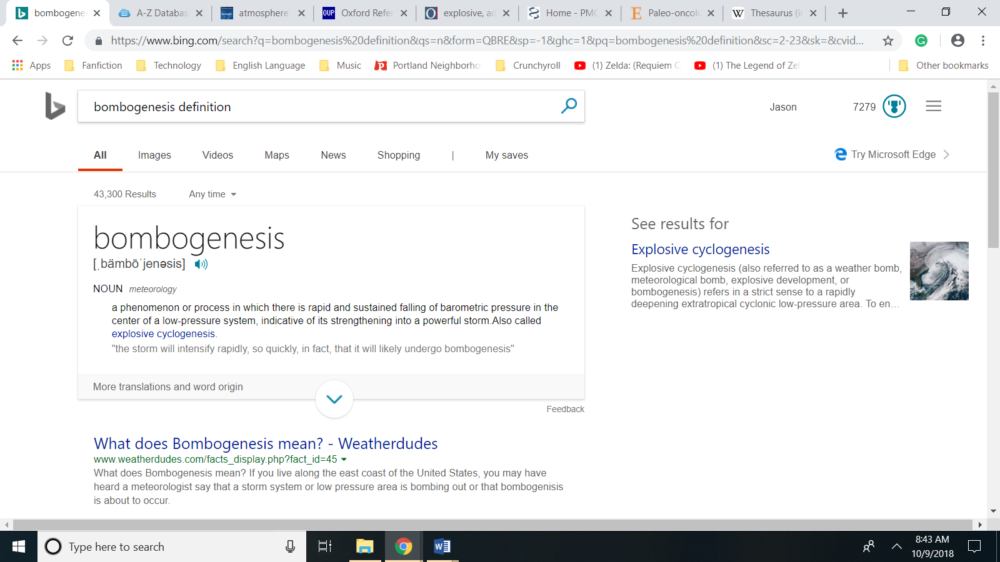 bombogene
A-Z Databas
atmosphere
OUP
Oxford Refer
explosive, ad
Home - PMC
Paleo-oncolo
W
Thesaurus (in
https://www.bing.com/search?q=bombogenesis%20definition&qs=n&form=QBRE&sp=-1&ghc=1&pq=bombogenesis%20definition&sc=2-23&sk=&cvid...
Apps
Fanfiction
Technology
English Language
Music
Portland Neighborho
Crunchyroll
(1) Zelda: (Requiem C
(1) The Legend of Zel
Other bookmarks
bombogenesis definition
Jason
7279
All
Images
Videos
Maps
News
Shopping
|
My saves
Try Microsoft Edge
43,300 Results
Any time
bombogenesis
[ˌbämbōˈjenəsis]
NOUN meteorology
a phenomenon or process in which there is rapid and sustained falling of barometric pressure in the
center of a low-pressure system, indicative of its strengthening into a powerful storm.Also called
explosive cyclogenesis.
"the storm will intensify rapidly, so quickly, in fact, that it will likely undergo bombogenesis"
More translations and word origin
Feedback
See results for
Explosive cyclogenesis
Explosive cyclogenesis (also referred to as a weather bomb,
meteorological bomb, explosive development, or
bombogenesis) refers in a strict sense to a rapidly
deepening extratropical cyclonic low-pressure area. To en...
What does Bombogenesis mean? - Weatherdudes
www.weatherdudes.com/facts_display.php?fact_id=45
What does Bombogenesis mean? If you live along the east coast of the United States, you may have
heard a meteorologist say that a storm system or low pressure area is bombing out or that bombogenisis
is about to occur.
Type here to search
8:43 AM
10/9/2018